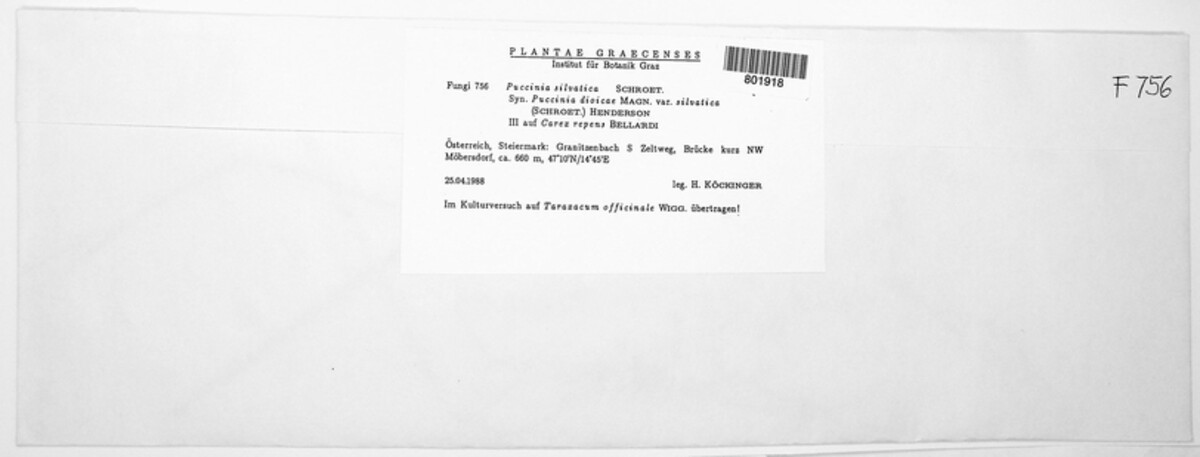 PLANTAE GRAECENSES
Institut für Botanik Graz
801918
F 756
Fungi 756 Puccinia silvatica SCHROET.
Syn. Puccinia dioicae MAGN. var. silvatica
(SCHROET.) HENDERSON
III auf Carex repens BELLARDI
Österreich, Steiermark: Granitzenbach S Zeltweg, Brücke kurz NW
Möbersdorf, ca. 660 m, 47°10'N/14°45'E
25.04.1988 leg. H. KÖCKINGER
Im Kulturversuch auf Taraxacum officinale WIGG. übertragen!